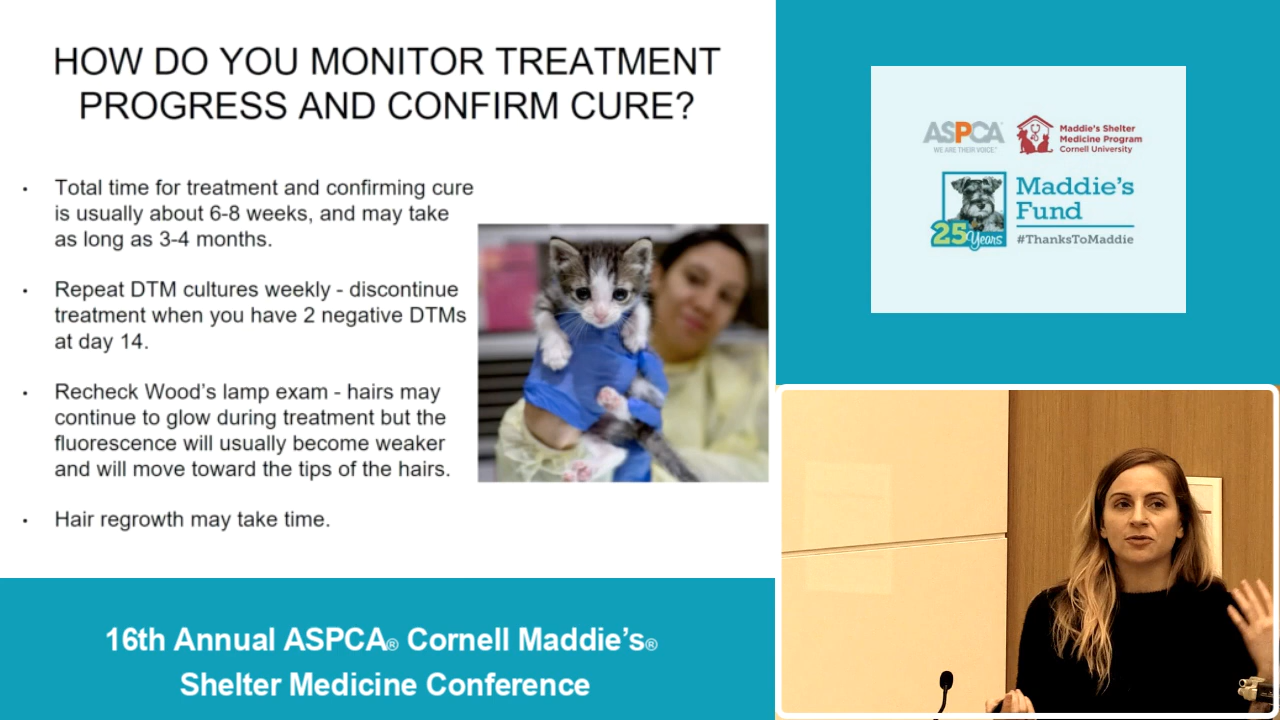 HOW DO YOU MONITOR TREATMENT
PROGRESS AND CONFIRM CURE?
• Total time for treatment and confirming cure
is usually about 6-8 weeks, and may take
as long as 3-4 months.
• Repeat DTM cultures weekly - discontinue
treatment when you have 2 negative DTMs
at day 14.
• Recheck Wood’s lamp exam - hairs may
continue to glow during treatment but the
fluorescence will usually become weaker
and will move toward the tips of the hairs.
• Hair regrowth may take time.
16th Annual ASPCA® Cornell Maddie’s®
Shelter Medicine Conference
ASPCA
WE ARE THEIR VOICE.
Maddie’s Shelter
Medicine Program
Cornell University
Maddie’s
Fund
25 Years
#ThanksToMaddie